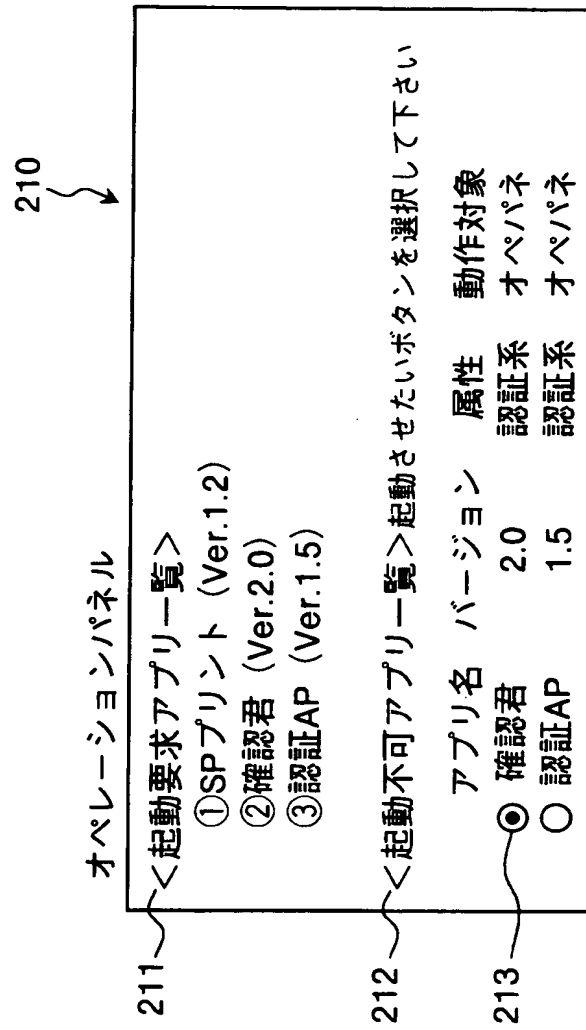 210
オペレーションパネル
211
<起動要求アプリ一覧>
①SPプリント(Ver.1.2)
②確認君 (Ver.2.0)
③認証AP (Ver.1.5)
212
<起動不可アプリ一覧>起動させたいボタンを選択して下さい
アプリ名 バージョン 属性 動作対象
213
確認君 2.0 認証系 オペパネ
認証AP 1.5 認証系 オペパネ